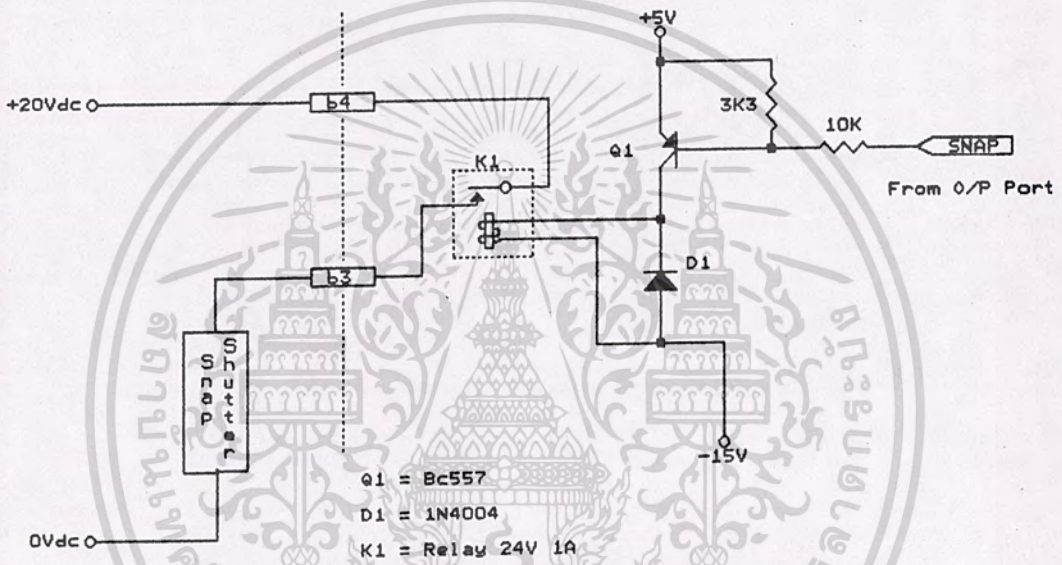 +5V
+20Vdc
b4
3K3
10K
Q1
SNAP
K1
From O/P Port
b3
D1
Snap
Shutter
-15V
Q1 = Bc557
D1 = 1N4004
0Vdc
K1 = Relay 24V 1A